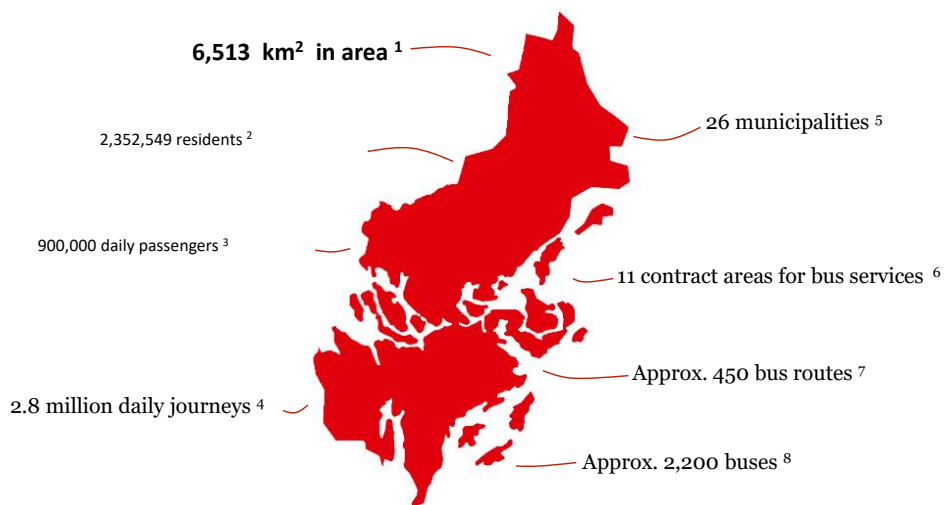 6,513 km² in area ¹
2,352,549 residents ²
900,000 daily passengers ³
2.8 million daily journeys ⁴
26 municipalities ⁵
11 contract areas for bus services ⁶
Approx. 450 bus routes ⁷
Approx. 2,200 buses ⁸